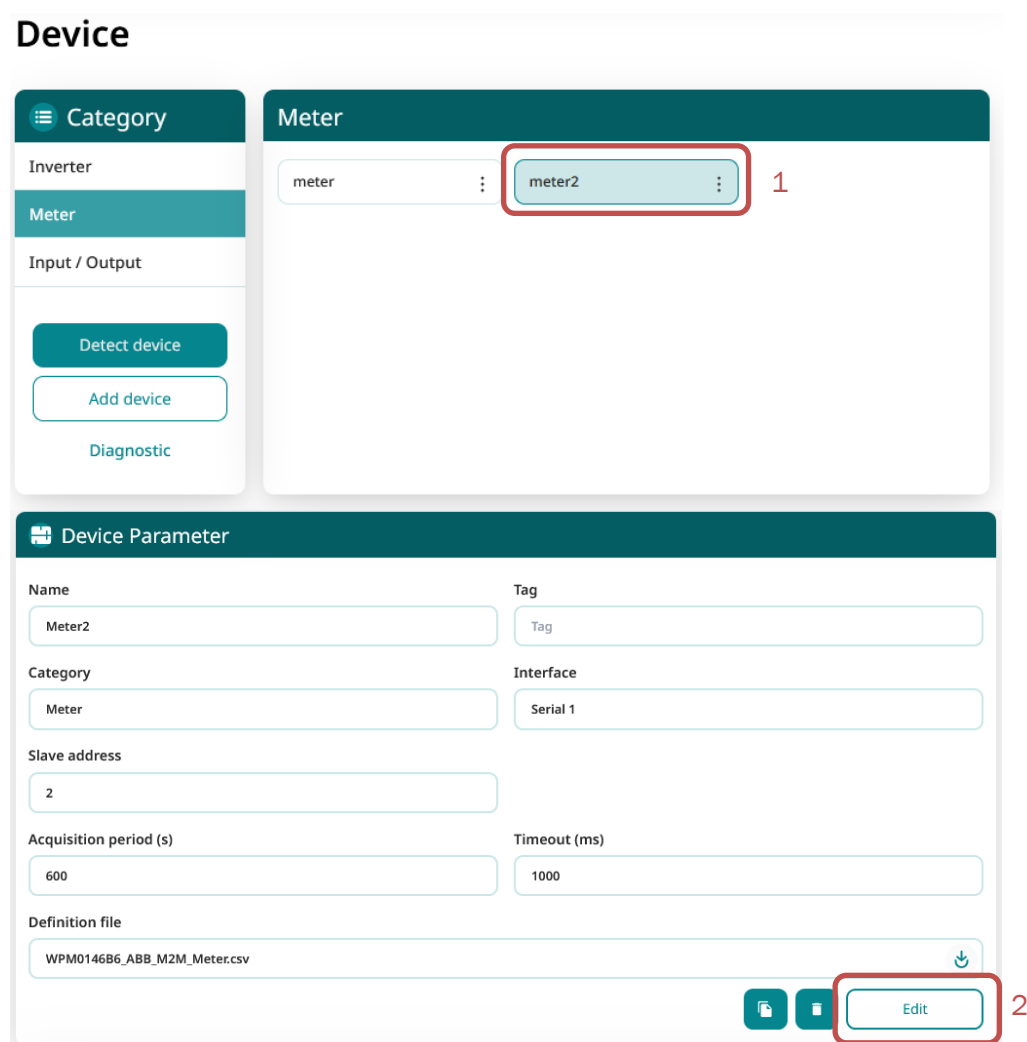 Device
Category
Inverter
Meter
Input / Output
Detect device
Add device
Diagnostic
Meter
meter
meter2
1
Device Parameter
Name
Meter2
Tag
Tag
Category
Meter
Interface
Serial 1
Slave address
2
Acquisition period (s)
600
Timeout (ms)
1000
Definition file
WPM0146B6_ABB_M2M_Meter.csv
Edit
2